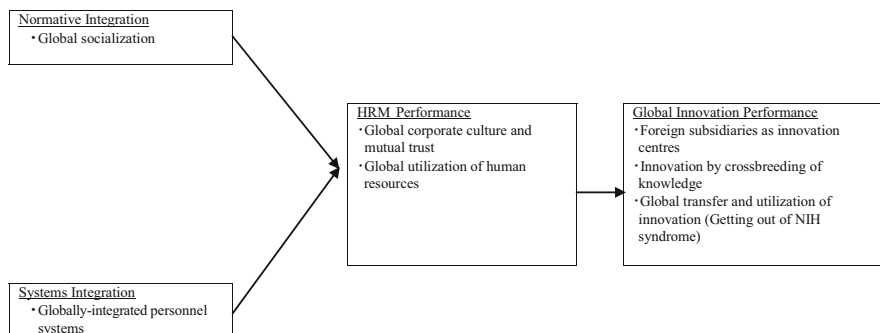 Normative Integration
・Global socialization
HRM Performance
・Global corporate culture and
mutual trust
・Global utilization of human
resources
Global Innovation Performance
・Foreign subsidiaries as innovation
centres
・Innovation by crossbreeding of
knowledge
・Global transfer and utilization of
innovation (Getting out of NIH
syndrome)
Systems Integration
・Globally-integrated personnel
systems